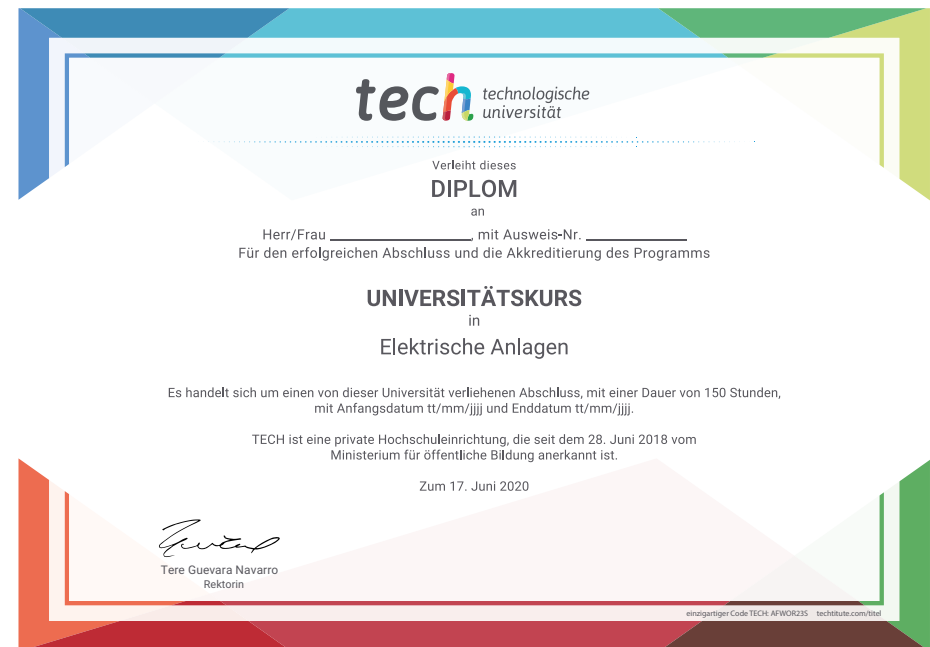 tech technologische
universität
Verleiht dieses
DIPLOM
an
Herr/Frau ____________, mit Ausweis-Nr. ____________
Für den erfolgreichen Abschluss und die Akkreditierung des Programms
UNIVERSITÄTSKURS
in
Elektrische Anlagen
Es handelt sich um einen von dieser Universität verliehenen Abschluss, mit einer Dauer von 150 Stunden,
mit Anfangsdatum tt/mm/jjjj und Enddatum tt/mm/jjjj.
TECH ist eine private Hochschuleinrichtung, die seit dem 28. Juni 2018 vom
Ministerium für öffentliche Bildung anerkannt ist.
Zum 17. Juni 2020
Tere Guevara Navarro
Rektorin
einzigartiger Code TECH: AFWOR23S techtitute.com/titel